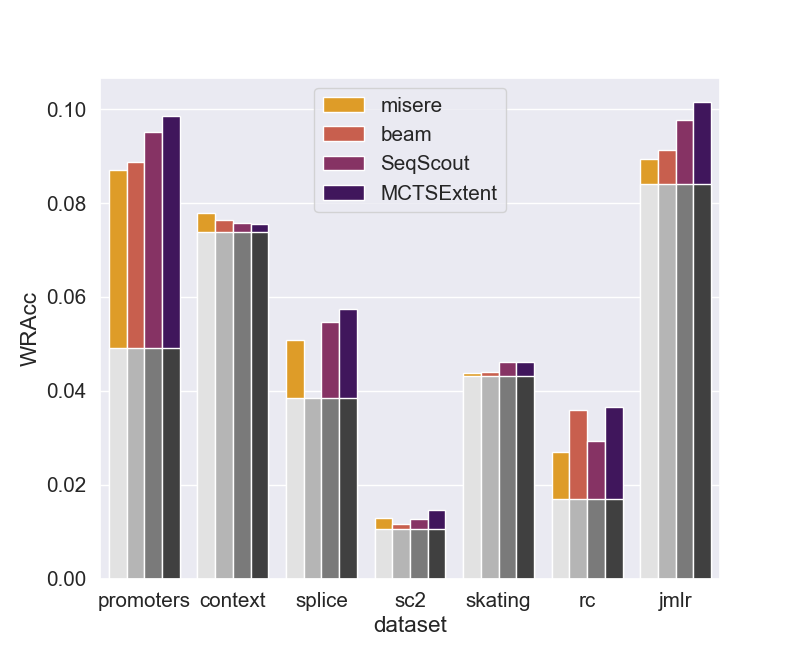 misere
beam
SeqScout
MCTSExtent
WRAcc
0.10
0.08
0.06
0.04
0.02
0.00
promoters context splice sc2 skating rc jmlr
dataset